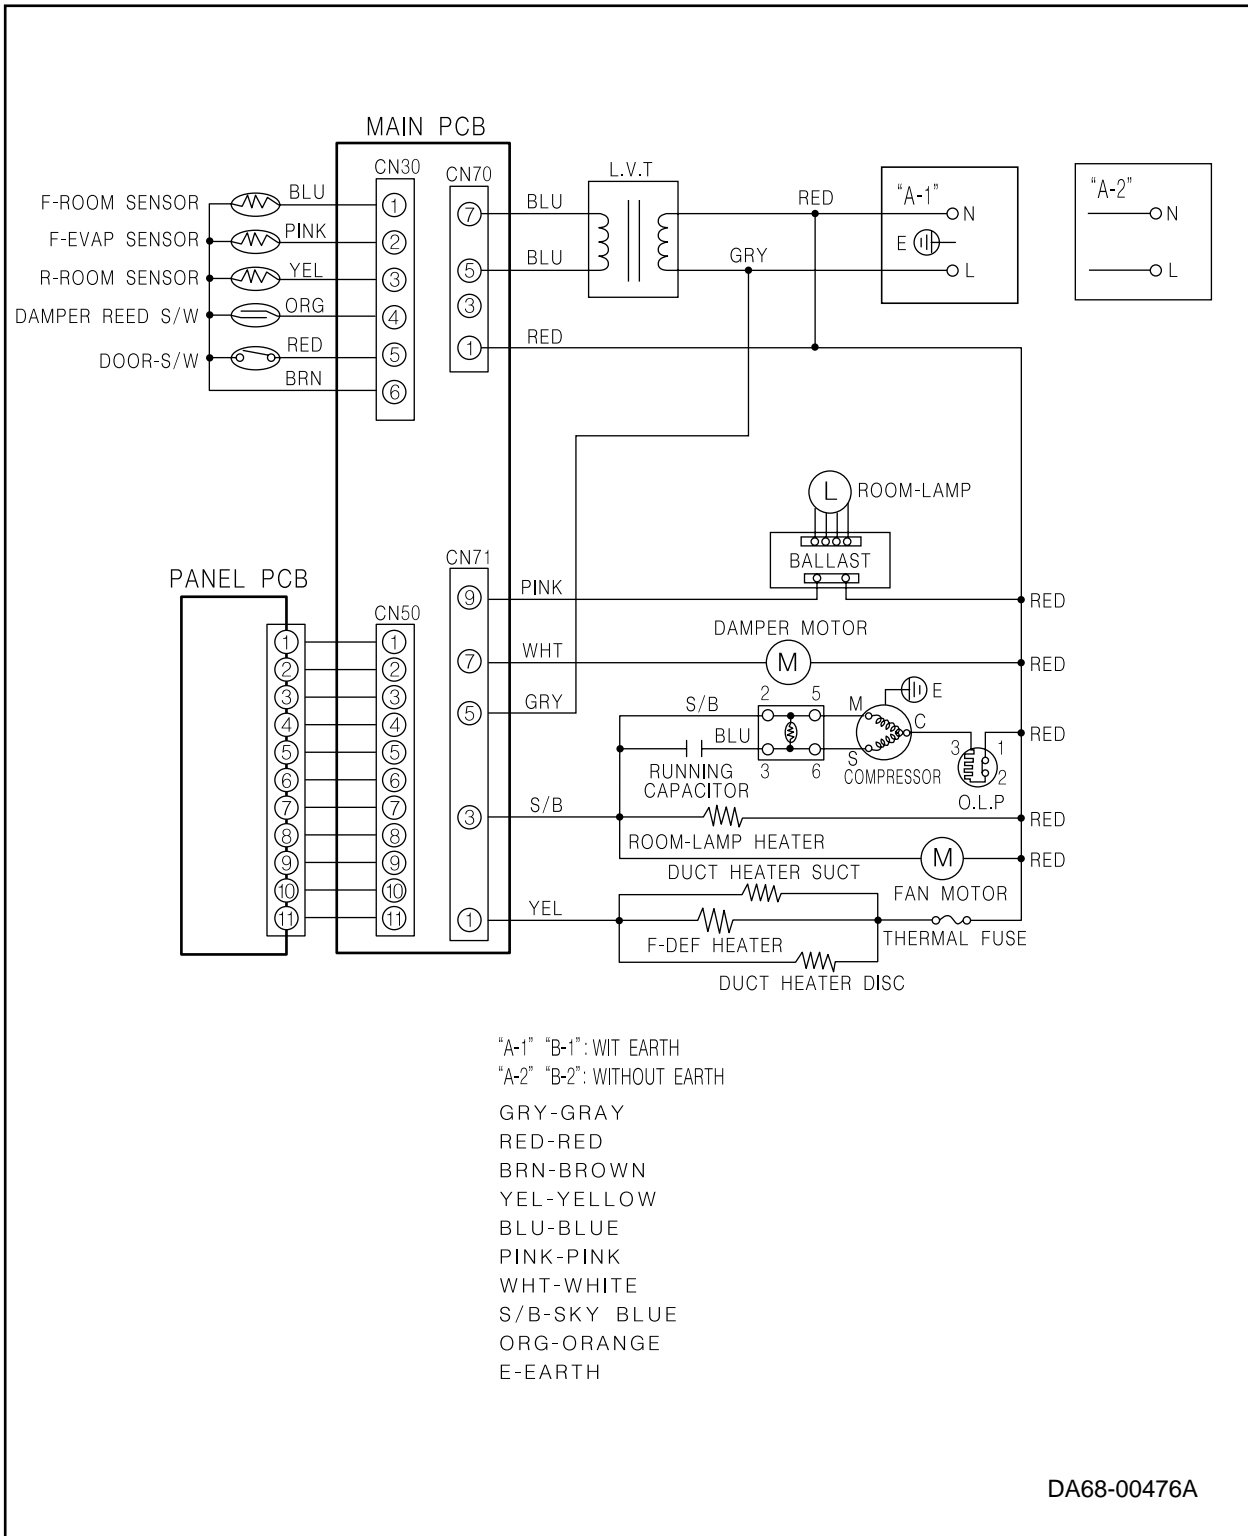 MAIN PCB
CN30
CN70
L.V.T
F-ROOM SENSOR
BLU
1
7
BLU
RED
"A-1"
N
"A-2"
N
F-EVAP SENSOR
PINK
2
E
R-ROOM SENSOR
YEL
3
5
BLU
GRY
L
L
DAMPER REED S/W
ORG
4
3
DOOR-S/W
RED
5
1
RED
BRN
6
L
ROOM-LAMP
BALLAST
PANEL PCB
CN50
CN71
9
PINK
RED
DAMPER MOTOR
7
WHT
M
RED
5
GRY
1
2
3
4
5
6
7
8
9
10
11
1
2
3
4
5
6
7
8
9
10
11
S/B
2
5
M
E
C
BLU
3
6
S
COMPRESSOR
3
1
2
O.L.P
RED
RUNNING
CAPACITOR
3
S/B
ROOM-LAMP HEATER
RED
M
FAN MOTOR
RED
DUCT HEATER SUCT
1
YEL
F-DEF HEATER
THERMAL FUSE
DUCT HEATER DISC
"A-1" "B-1": WIT EARTH
"A-2" "B-2": WITHOUT EARTH
GRY-GRAY
RED-RED
BRN-BROWN
YEL-YELLOW
BLU-BLUE
PINK-PINK
WHT-WHITE
S/B-SKY BLUE
ORG-ORANGE
E-EARTH
DA68-00476A